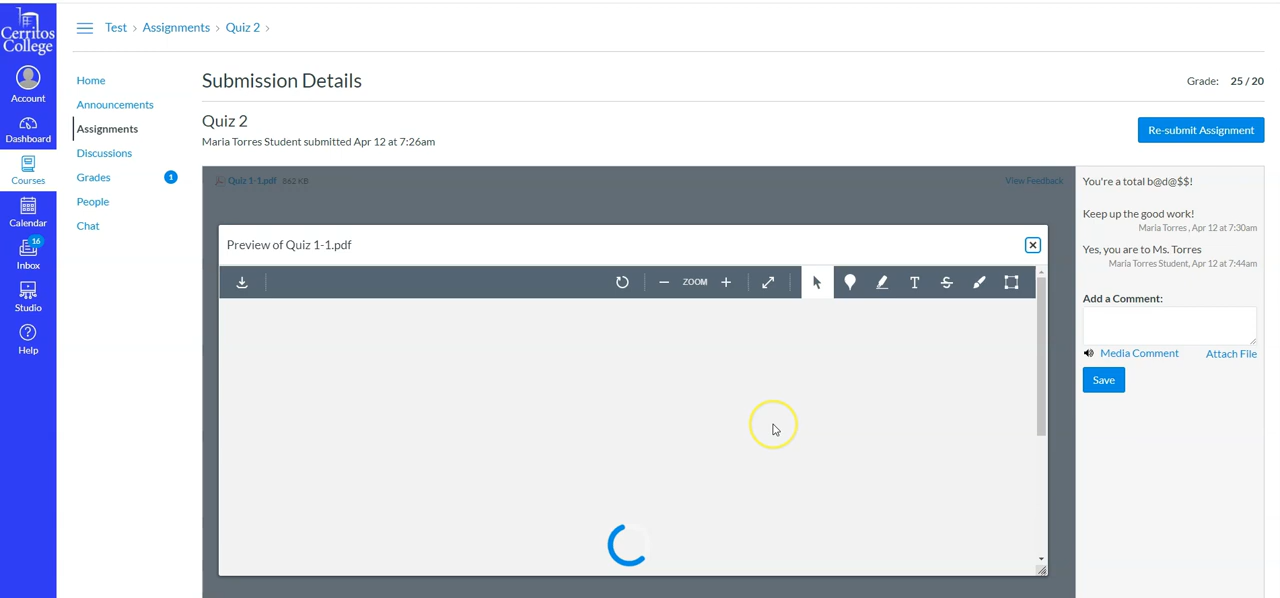 Cerritos
College
Account
Dashboard
Courses
Calendar
16
Inbox
Studio
Help
Test › Assignments › Quiz 2 ›
Home
Announcements
Assignments
Discussions
Grades 1
People
Chat
Submission Details
Grade: 25 / 20
Quiz 2
Maria Torres Student submitted Apr 12 at 7:26am
Re-submit Assignment
Quiz 1-1.pdf 862 KB
View Feedback
Preview of Quiz 1-1.pdf
ZOOM
T
S
You're a total b@d@$$!
Keep up the good work!
Maria Torres , Apr 12 at 7:30am
Yes, you are to Ms. Torres
Maria Torres Student, Apr 12 at 7:44am
Add a Comment:
Media Comment
Attach File
Save